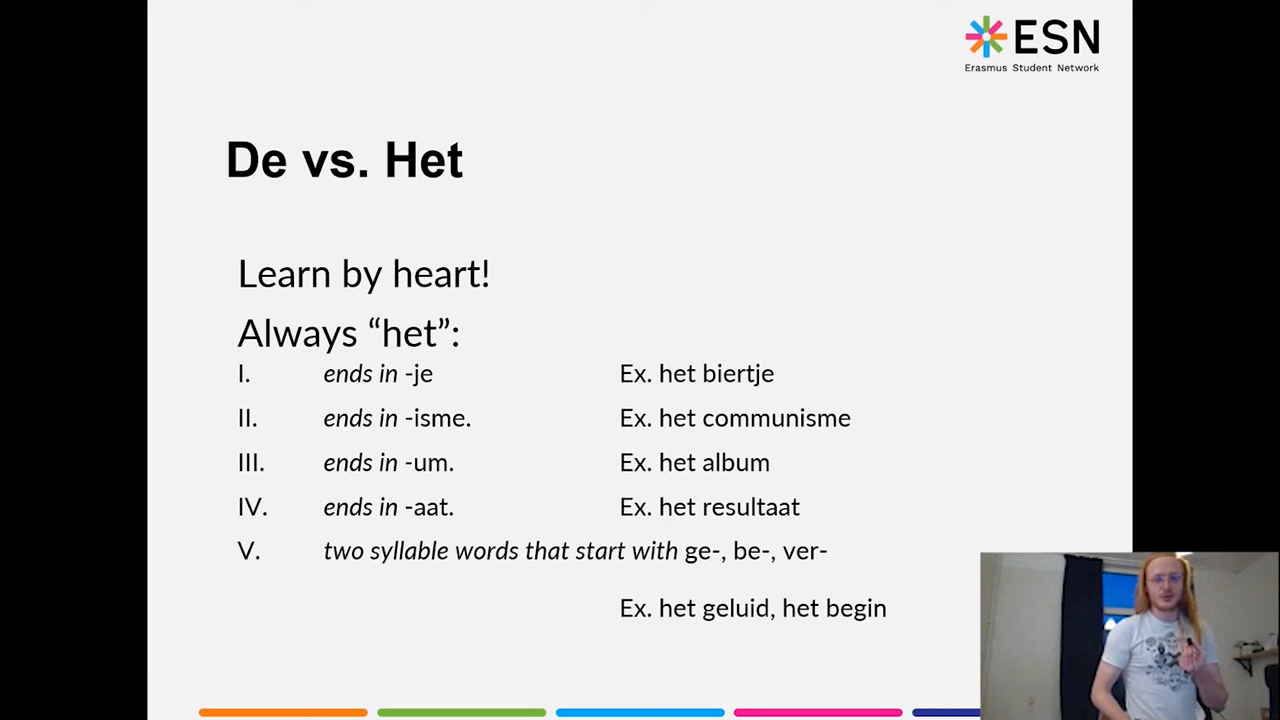 ESN
Erasmus Student Network
De vs. Het
Learn by heart!
Always “het”:
I. ends in -je Ex. het biertje
II. ends in -isme. Ex. het communisme
III. ends in -um. Ex. het album
IV. ends in -aat. Ex. het resultaat
V. two syllable words that start with ge-, be-, ver-
Ex. het geluid, het begin